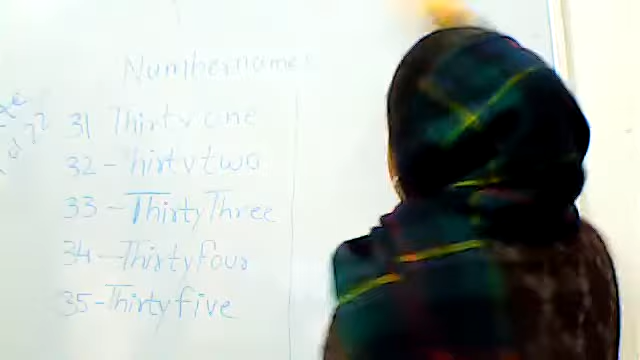 Numbernames
31 Thirty one
32 - Thirty two
33 - Thirty Three
34 - Thirty four
35 - Thirty five